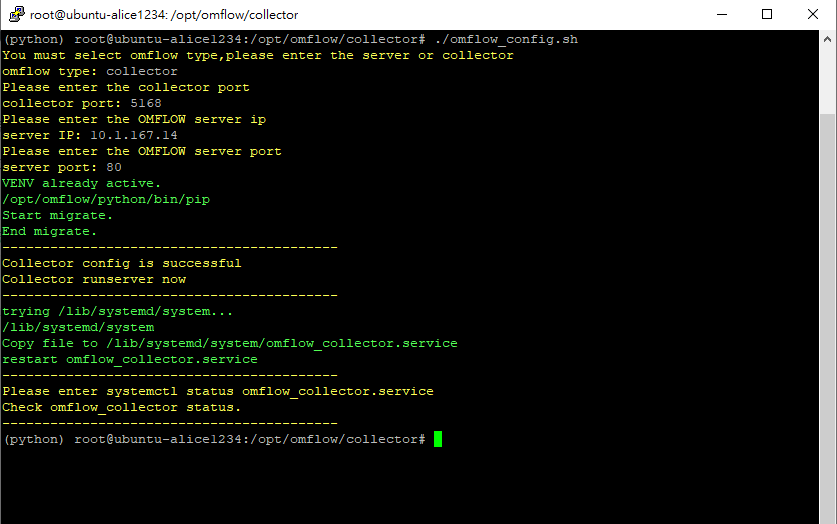 root@ubuntu-alice1234: /opt/omflow/collector
(python) root@ubuntu-alice1234:/opt/omflow/collector# ./omflow_config.sh
You must select omflow type,please enter the server or collector
omflow type: collector
Please enter the collector port
collector port: 5168
Please enter the OMFLOW server ip
server IP: 10.1.167.14
Please enter the OMFLOW server port
server port: 80
VENV already active.
/opt/omflow/python/bin/pip
Start migrate.
End migrate.
------------------------------------------
Collector config is successful
Collector runserver now
------------------------------------------
trying /lib/systemd/system...
/lib/systemd/system
Copy file to /lib/systemd/system/omflow_collector.service
restart omflow_collector.service
------------------------------------------
Please enter systemctl status omflow_collector.service
Check omflow_collector status.
------------------------------------------
(python) root@ubuntu-alice1234:/opt/omflow/collector#